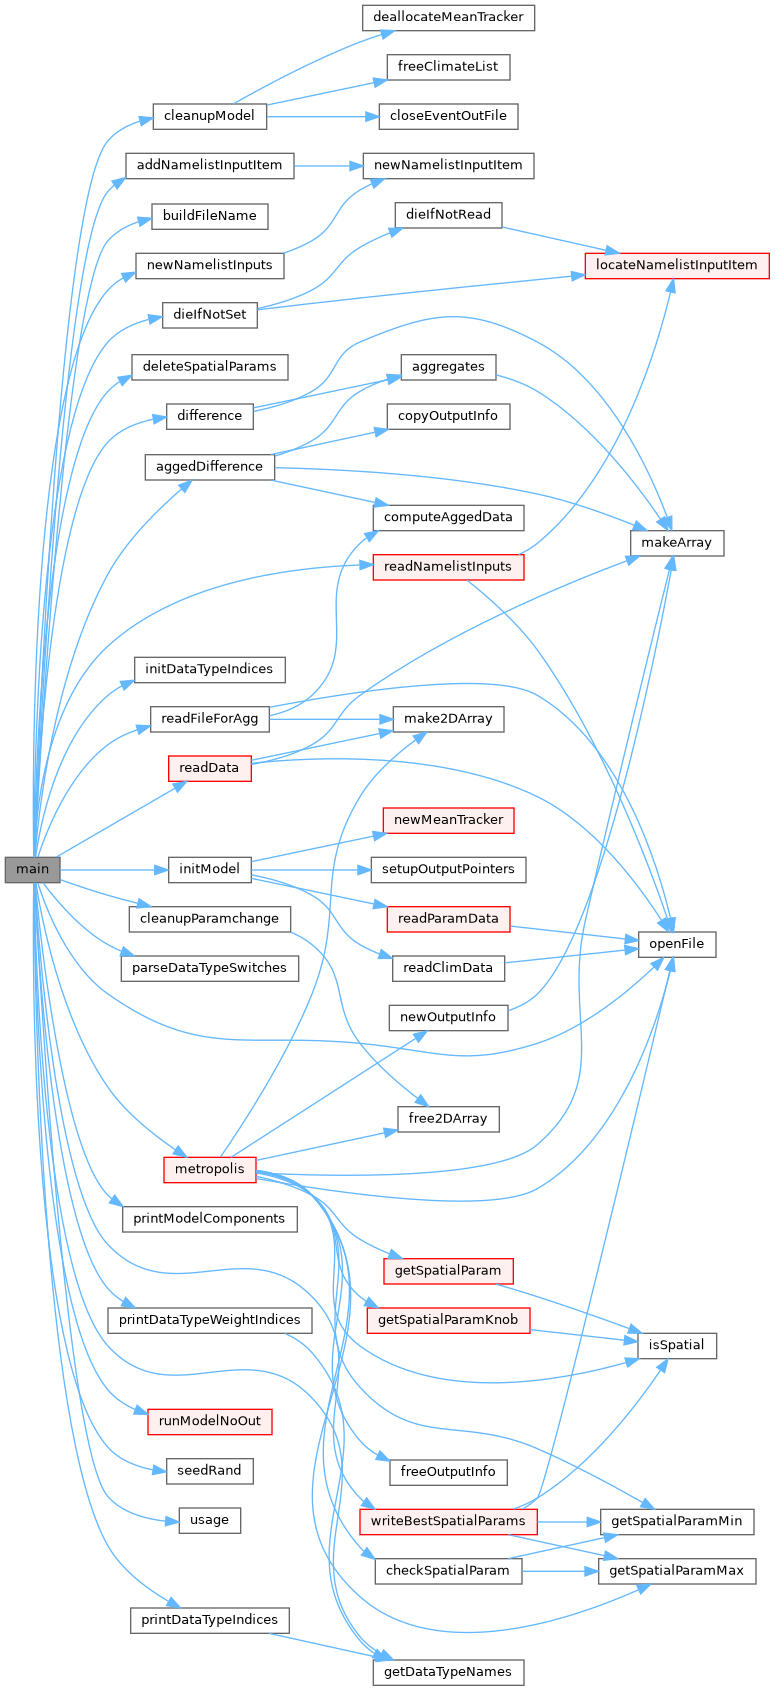 deallocateMeanTracker
freeClimateList
cleanupModel
closeEventOutFile
addNamelistInputItem
newNamelistInputItem
buildFileName
dieIfNotRead
newNamelistInputs
locateNamelistInputItem
dieIfNotSet
deleteSpatialParams
aggregates
difference
copyOutputInfo
aggedDifference
computeAggedData
makeArray
readNamelistInputs
initDataTypeIndices
readFileForAgg
make2DArray
readData
newMeanTracker
main
initModel
setupOutputPointers
cleanupParamchange
readParamData
openFile
parseDataTypeSwitches
readClimData
newOutputInfo
free2DArray
metropolis
printModelComponents
getSpatialParam
printDataTypeWeightIndices
getSpatialParamKnob
isSpatial
runModelNoOut
seedRand
freeOutputInfo
usage
writeBestSpatialParams
getSpatialParamMin
checkSpatialParam
getSpatialParamMax
printDataTypeIndices
getDataTypeNames